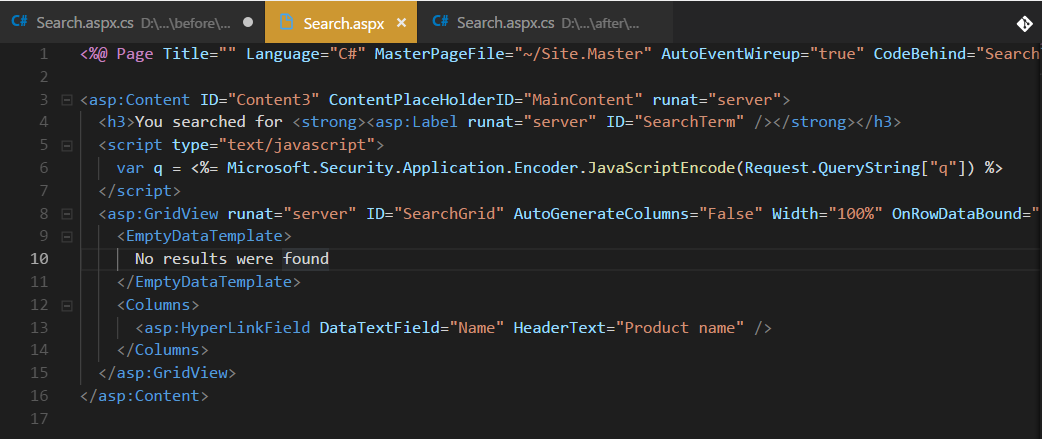 C# Search.aspx.cs D:\...\before\... Search.aspx × C# Search.aspx.cs D:\...\after\...
1 <%@ Page Title="" Language="C#" MasterPageFile="~/Site.Master" AutoEventWireup="true" CodeBehind="Search
2
3 <asp:Content ID="Content3" ContentPlaceHolderID="MainContent" runat="server">
4 <h3>You searched for <strong><asp:Label runat="server" ID="SearchTerm" /></strong></h3>
5 <script type="text/javascript">
6 var q = <%= Microsoft.Security.Application.Encoder.JavaScriptEncode(Request.QueryString["q"]) %>
7 </script>
8 <asp:GridView runat="server" ID="SearchGrid" AutoGenerateColumns="False" Width="100%" OnRowDataBound="
9 <EmptyDataTemplate>
10 No results were found
11 </EmptyDataTemplate>
12 <Columns>
13 <asp:HyperLinkField DataTextField="Name" HeaderText="Product name" />
14 </Columns>
15 </asp:GridView>
16 </asp:Content>
17